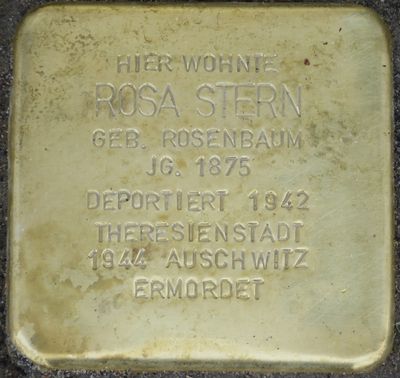 HIER WOHNTE
ROSA STERN
GEB. ROSENBAUM
JG. 1875
DEPORTIERT 1942
THERESIENSTADT
1944 AUSCHWITZ
ERMORDET